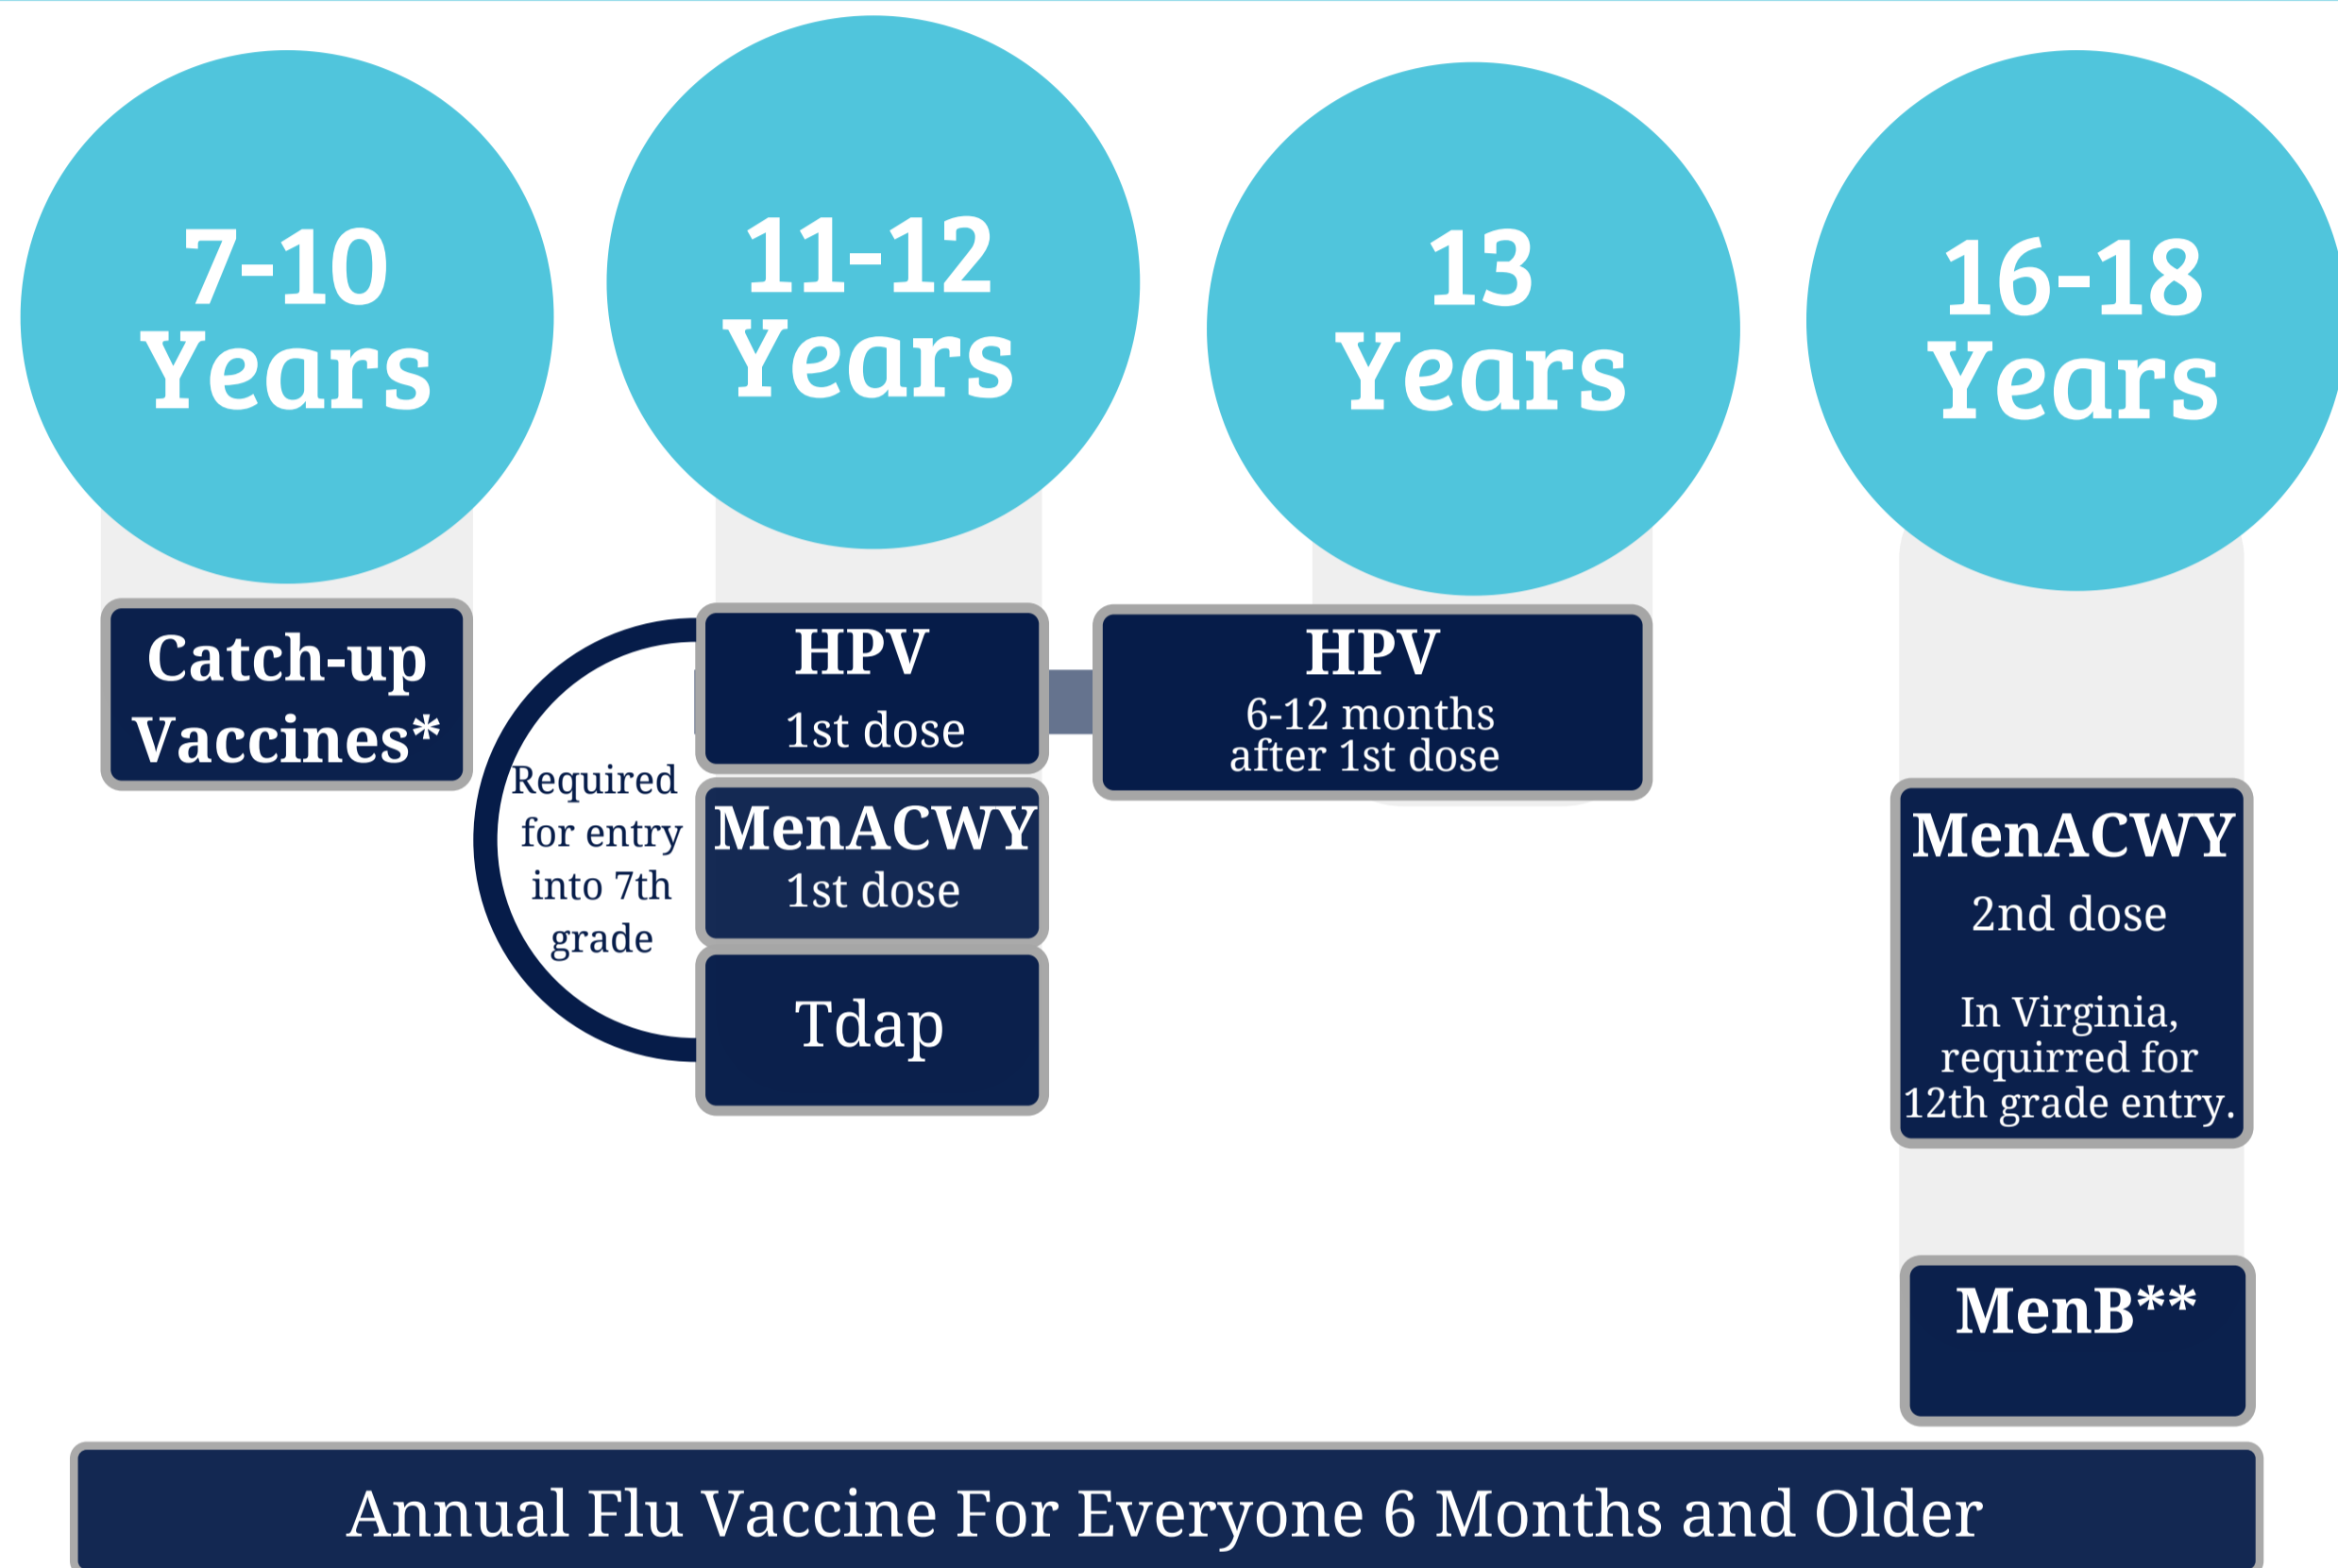 7-10
Years
11-12
Years
13
Years
16-18
Years
Catch-up
Vaccines*
Required
for entry
into 7th
grade
HPV
1st dose
MenACWY
1st dose
Tdap
HPV
6-12 months
after 1st dose
MenACWY
2nd dose
In Virginia,
requirred for
12th grade entry.
MenB**
Annual Flu Vaccine For Everyone 6 Months and Older